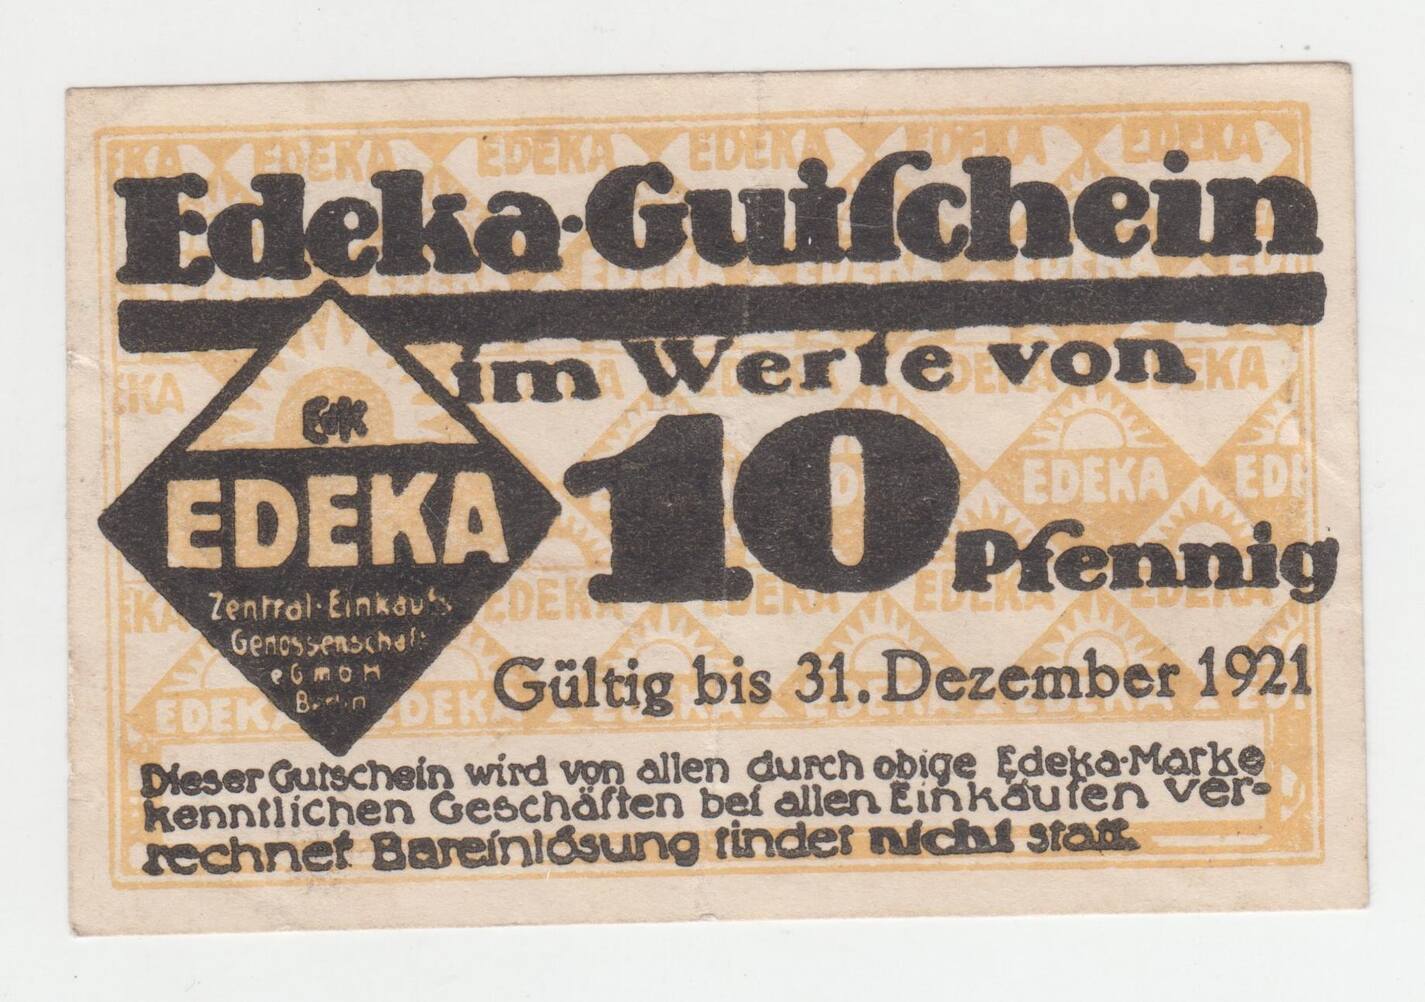 Edeka-Gutschein
im Werte von
10
Pfennig
EdK
EDEKA
Zentral-Einkaufs
Genossenschaft
eGmbH
Berlin
Gültig bis 31. Dezember 1921
Dieser Gutschein wird von allen durch obige Edeka-Marke
kenntlichen Geschäften bei allen Einkäufen ver-
rechnet Bareinlösung findet nicht statt.